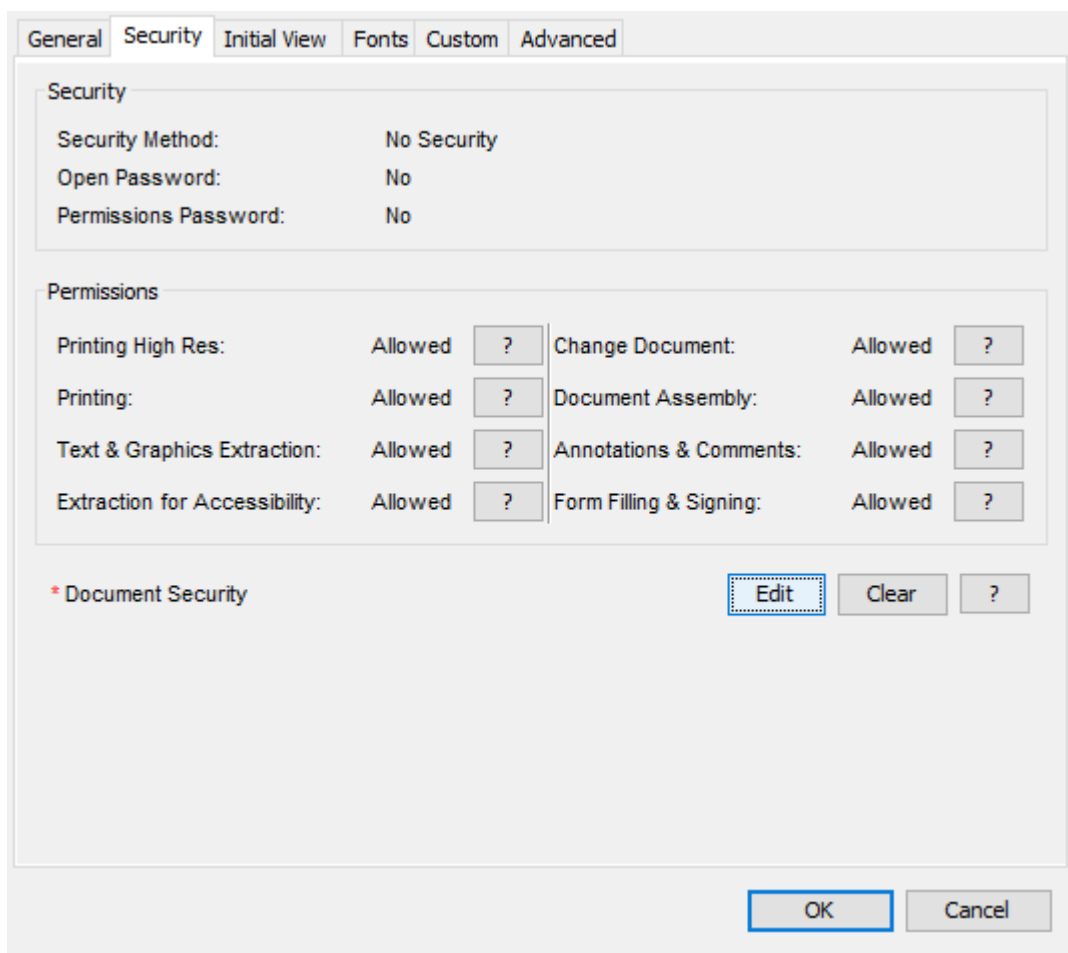 General Security Initial View Fonts Custom Advanced
Security
Security Method: No Security
Open Password: No
Permissions Password: No
Permissions
Printing High Res: Allowed ? Change Document: Allowed ?
Printing: Allowed ? Document Assembly: Allowed ?
Text & Graphics Extraction: Allowed ? Annotations & Comments: Allowed ?
Extraction for Accessibility: Allowed ? Form Filling & Signing: Allowed ?
* Document Security Edit Clear ?
OK Cancel